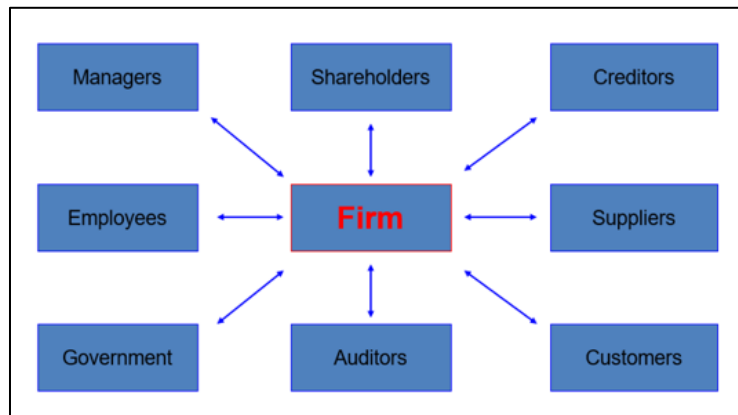 Managers
Shareholders
Creditors
Employees
Firm
Suppliers
Government
Auditors
Customers